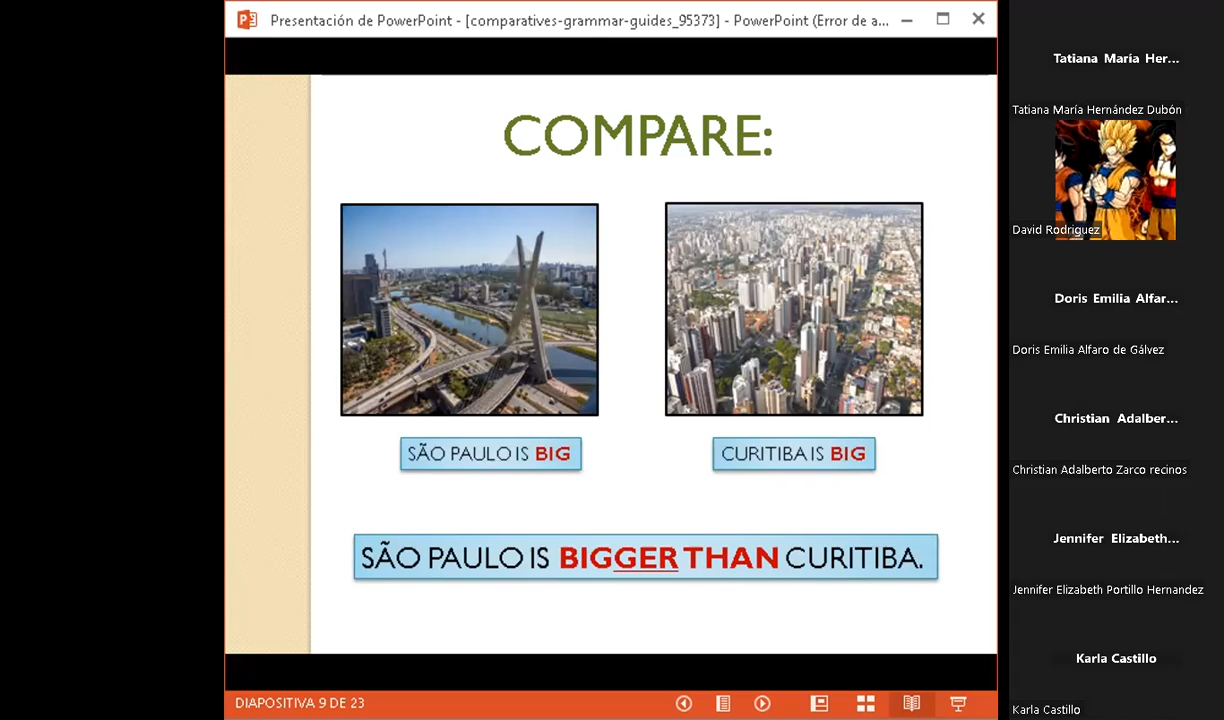 Presentación de PowerPoint - [comparatives-grammar-guides_95373] - PowerPoint (Error de a...
COMPARE:
SÃO PAULO IS BIG
CURITIBA IS BIG
SÃO PAULO IS BIGGER THAN CURITIBA.
DIAPOSITIVA 9 DE 23
Tatiana María Her...
Tatiana María Hernández Dubón
David Rodriguez
Doris Emilia Alfar...
Doris Emilia Alfaro de Gálvez
Christian Adalber...
Christian Adalberto Zarco recinos
Jennifer Elizabeth...
Jennifer Elizabeth Portillo Hernandez
Karla Castillo
Karla Castillo